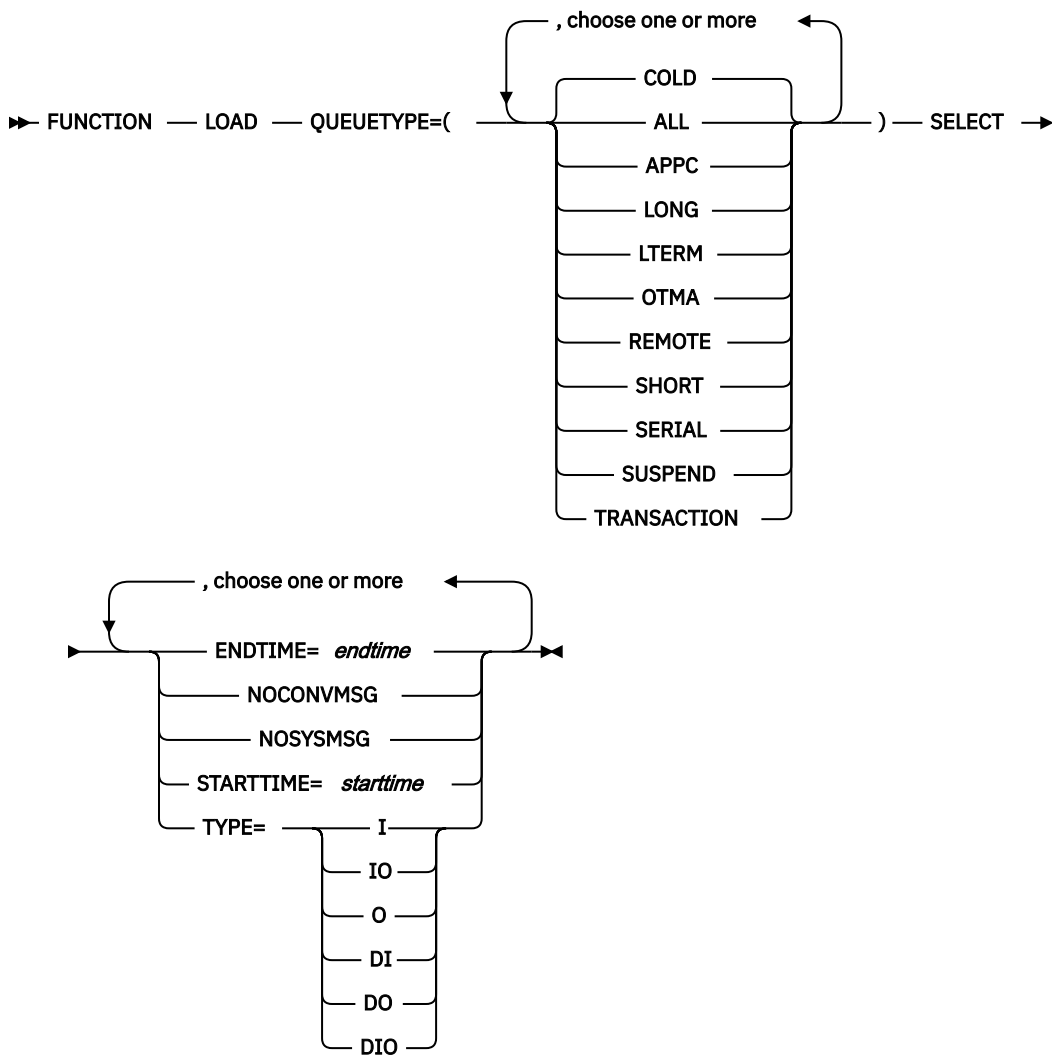 , choose one or more
COLD
FUNCTION LOAD QUEUETYPE=( ALL ) SELECT
APPC
LONG
LTERM
OTMA
REMOTE
SHORT
SERIAL
SUSPEND
TRANSACTION
, choose one or more
ENDTIME= endtime
NOCONVMSG
NOSYSMSG
STARTTIME= starttime
TYPE= I
IO
O
DI
DO
DIO